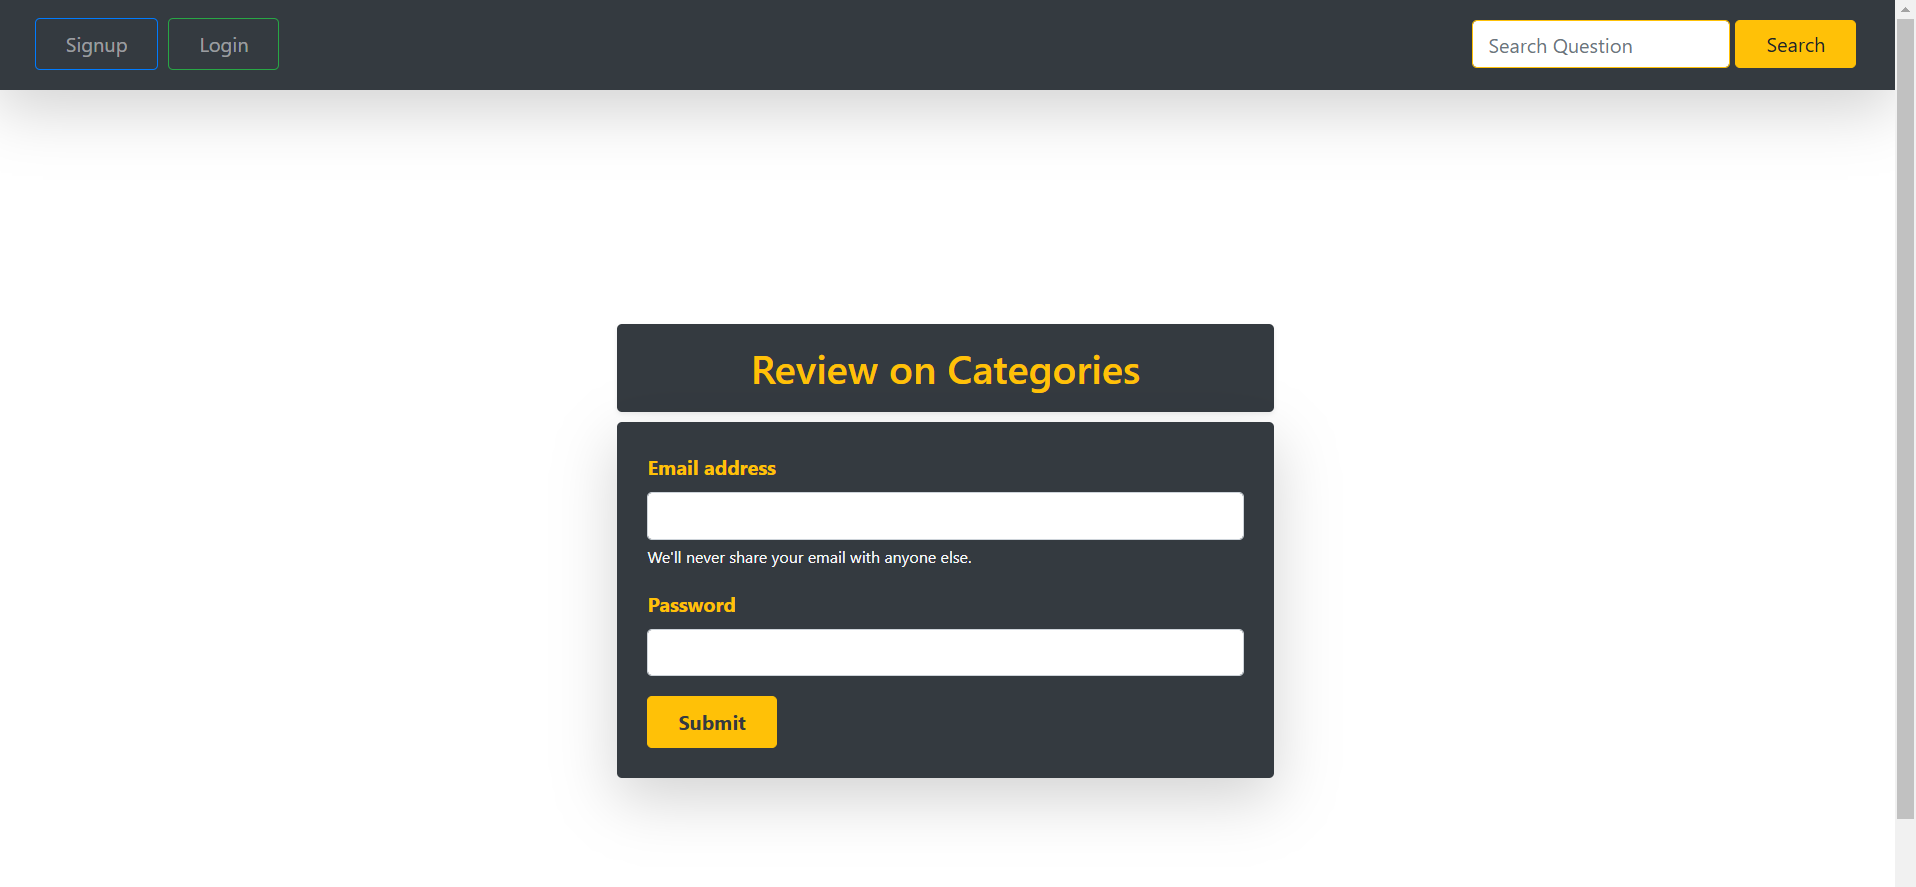 Signup Login Search Question Search
Review on Categories
Email address
We'll never share your email with anyone else.
Password
Submit